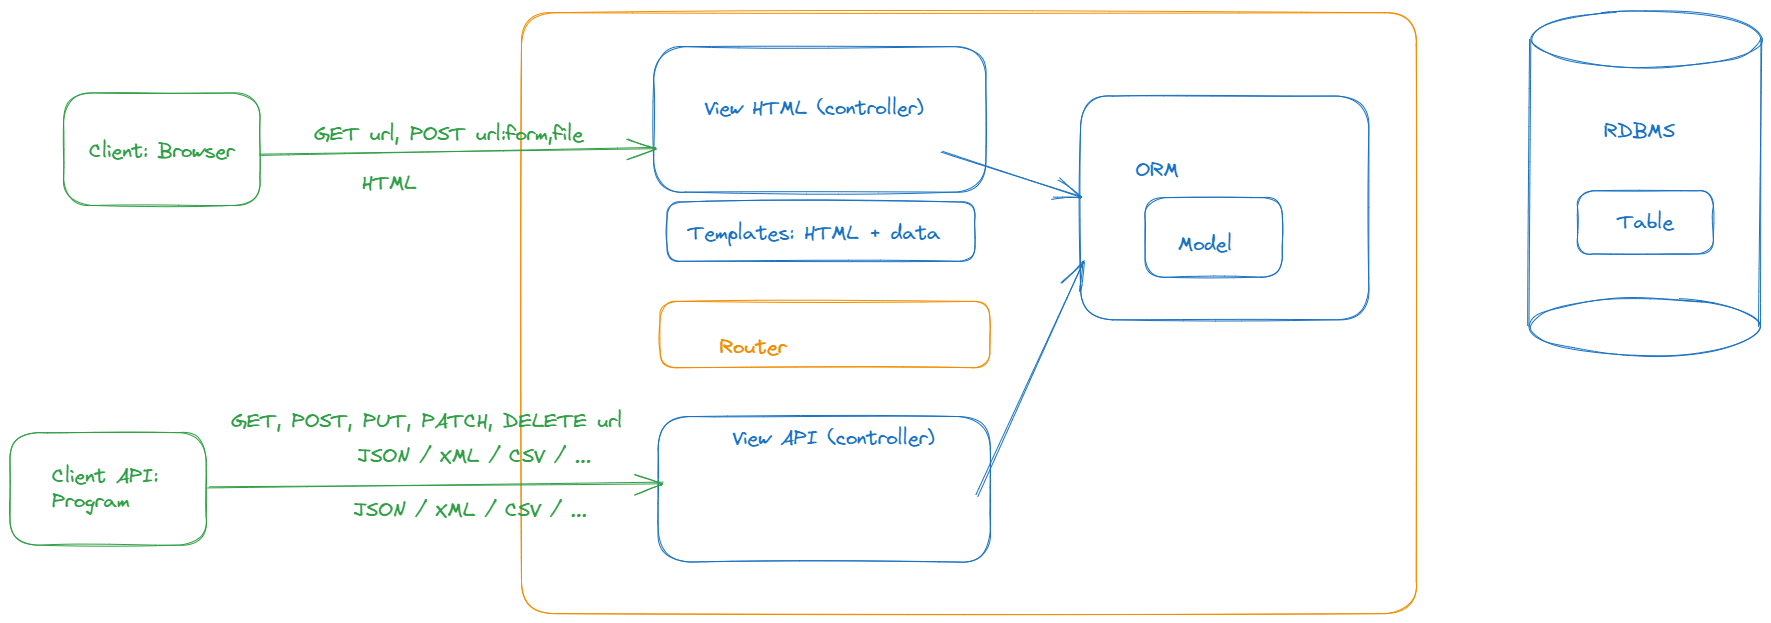 View HTML (controller)
GET url, POST url:form,file
Client: Browser
HTML
RDBMS
ORM
Table
Templates: HTML + data
Model
Router
GET, POST, PUT, PATCH, DELETE url
View API (controller)
JSON / XML / CSV / ...
Client API:
Program
JSON / XML / CSV / ...